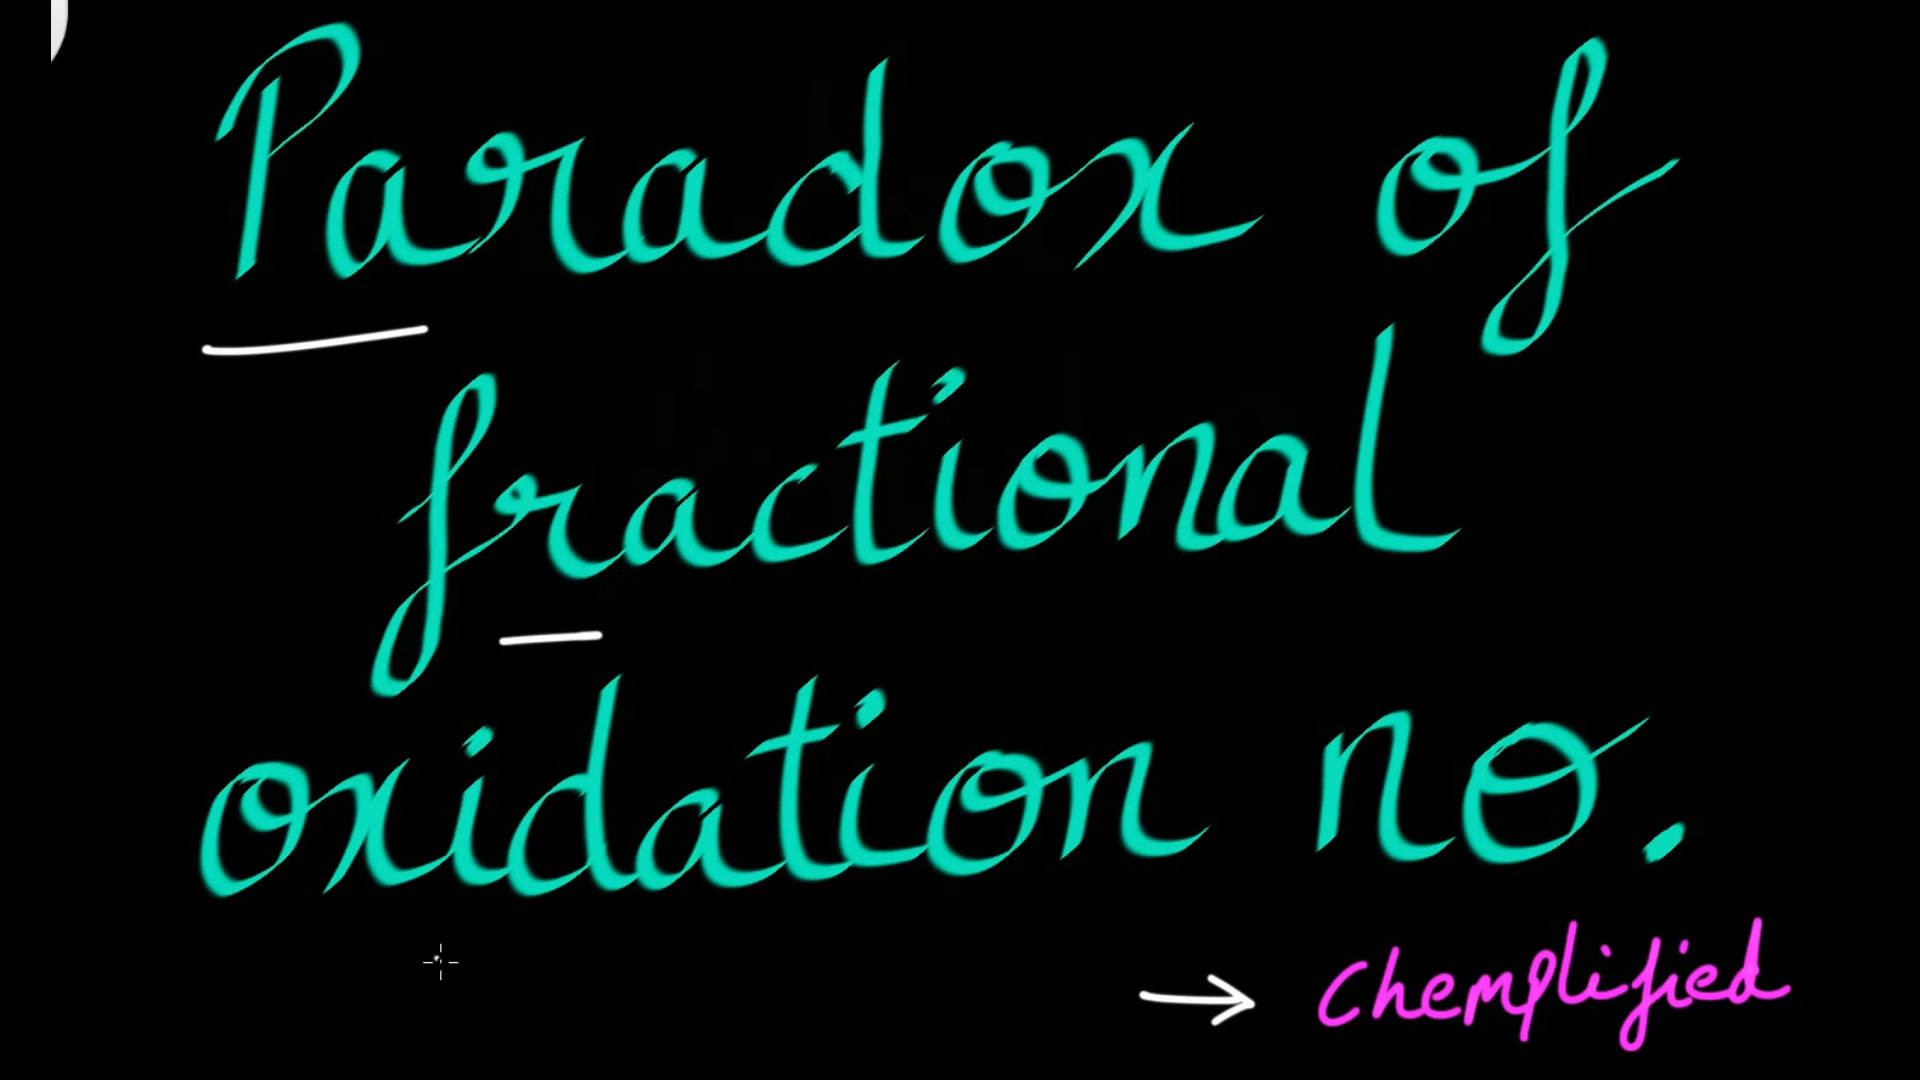 Paradox of
fractional
oxidation no.
→ Chemplified